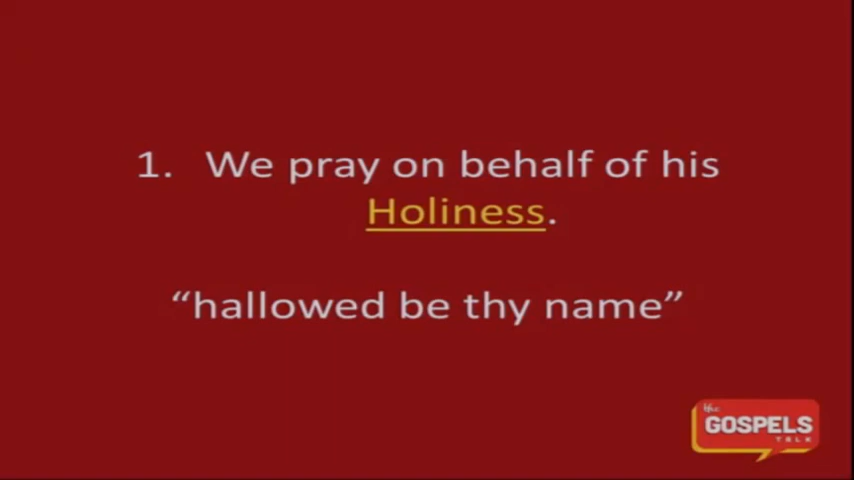 1. We pray on behalf of his
Holiness.
“hallowed be thy name”
the
GOSPELS
TALK